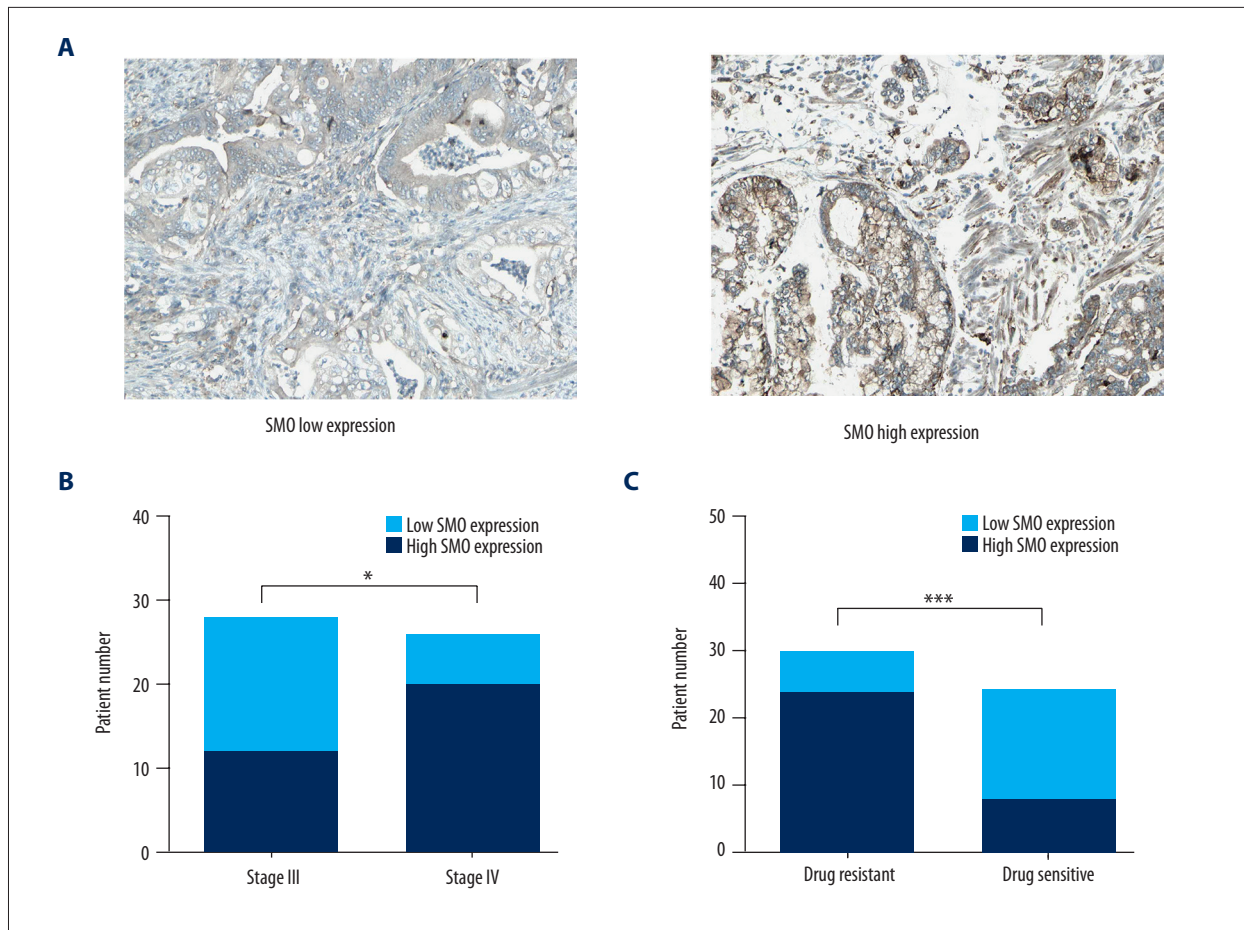 A
SMO low expression
SMO high expression
B
40
30
20
10
0
Patient number
Low SMO expression
High SMO expression
*
Stage III
Stage IV
C
50
40
30
20
10
0
Patient number
Low SMO expression
High SMO expression
***
Drug resistant
Drug sensitive